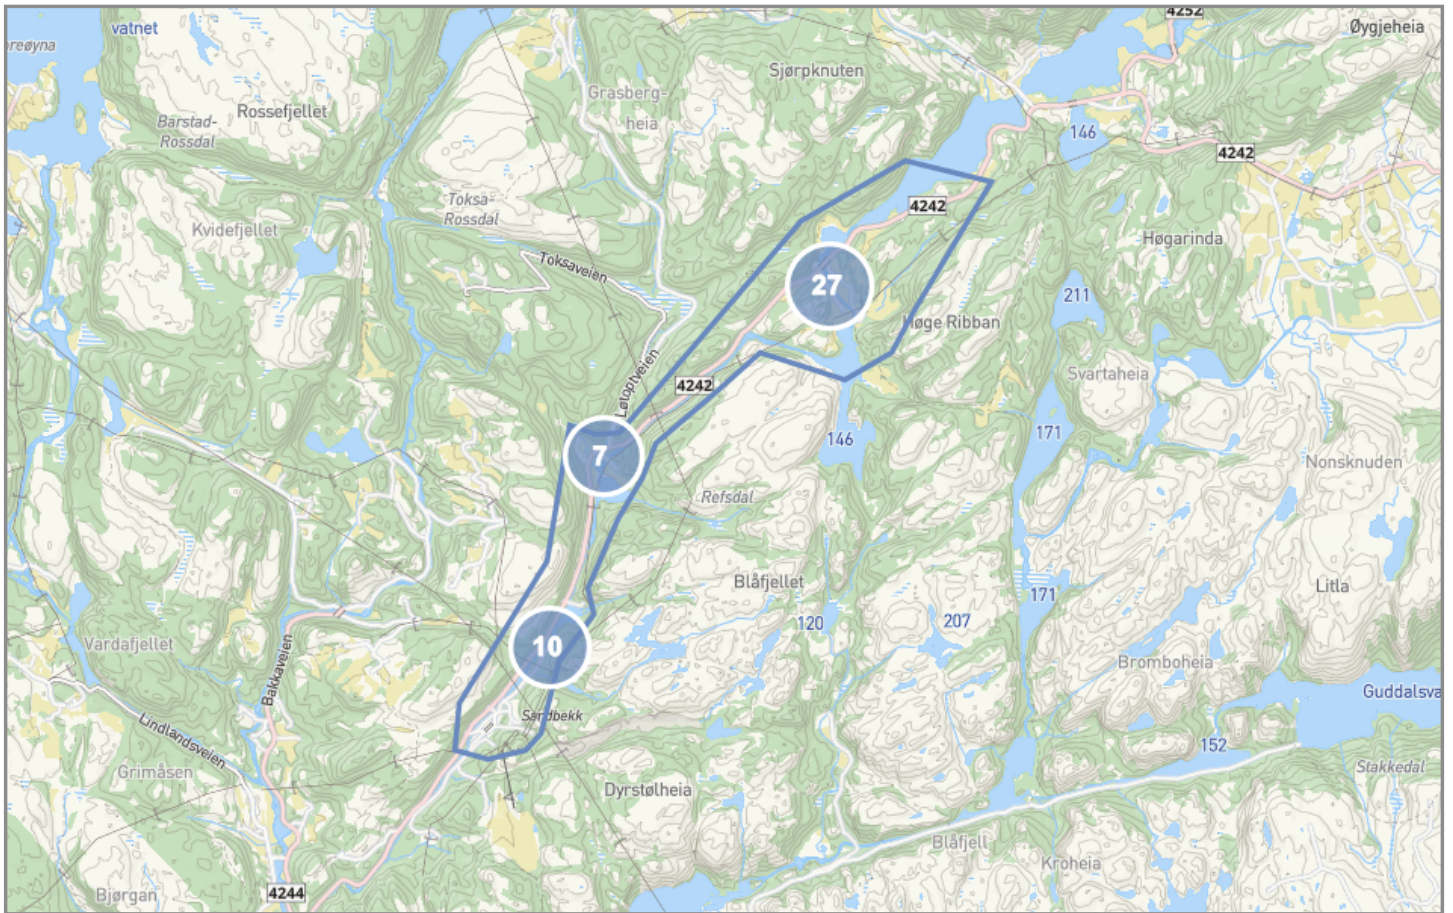 4252
vatnet
Øygjeheia
reøyna
Sjørpknuten
Grasberg-
heia
Rossefjellet
Barstad-
Rossdal
146
4242
Toksa-
Rossdal
4242
Kvidefjellet
Høgarinda
Toksaveien
27
211
Høge Ribban
Løtoptveien
4242
Svartaheia
171
146
7
Nonsknuden
Refsdal
Blåfjellet
Litla
171
120
207
Vardafjellet
10
Bakkaveien
Bromboheia
Guddalsva
Sandbekk
Lindlandsveien
152
Grimåsen
Stakkedal
Dyrstølheia
Blåfjell
Kroheia
4244
Bjørgan